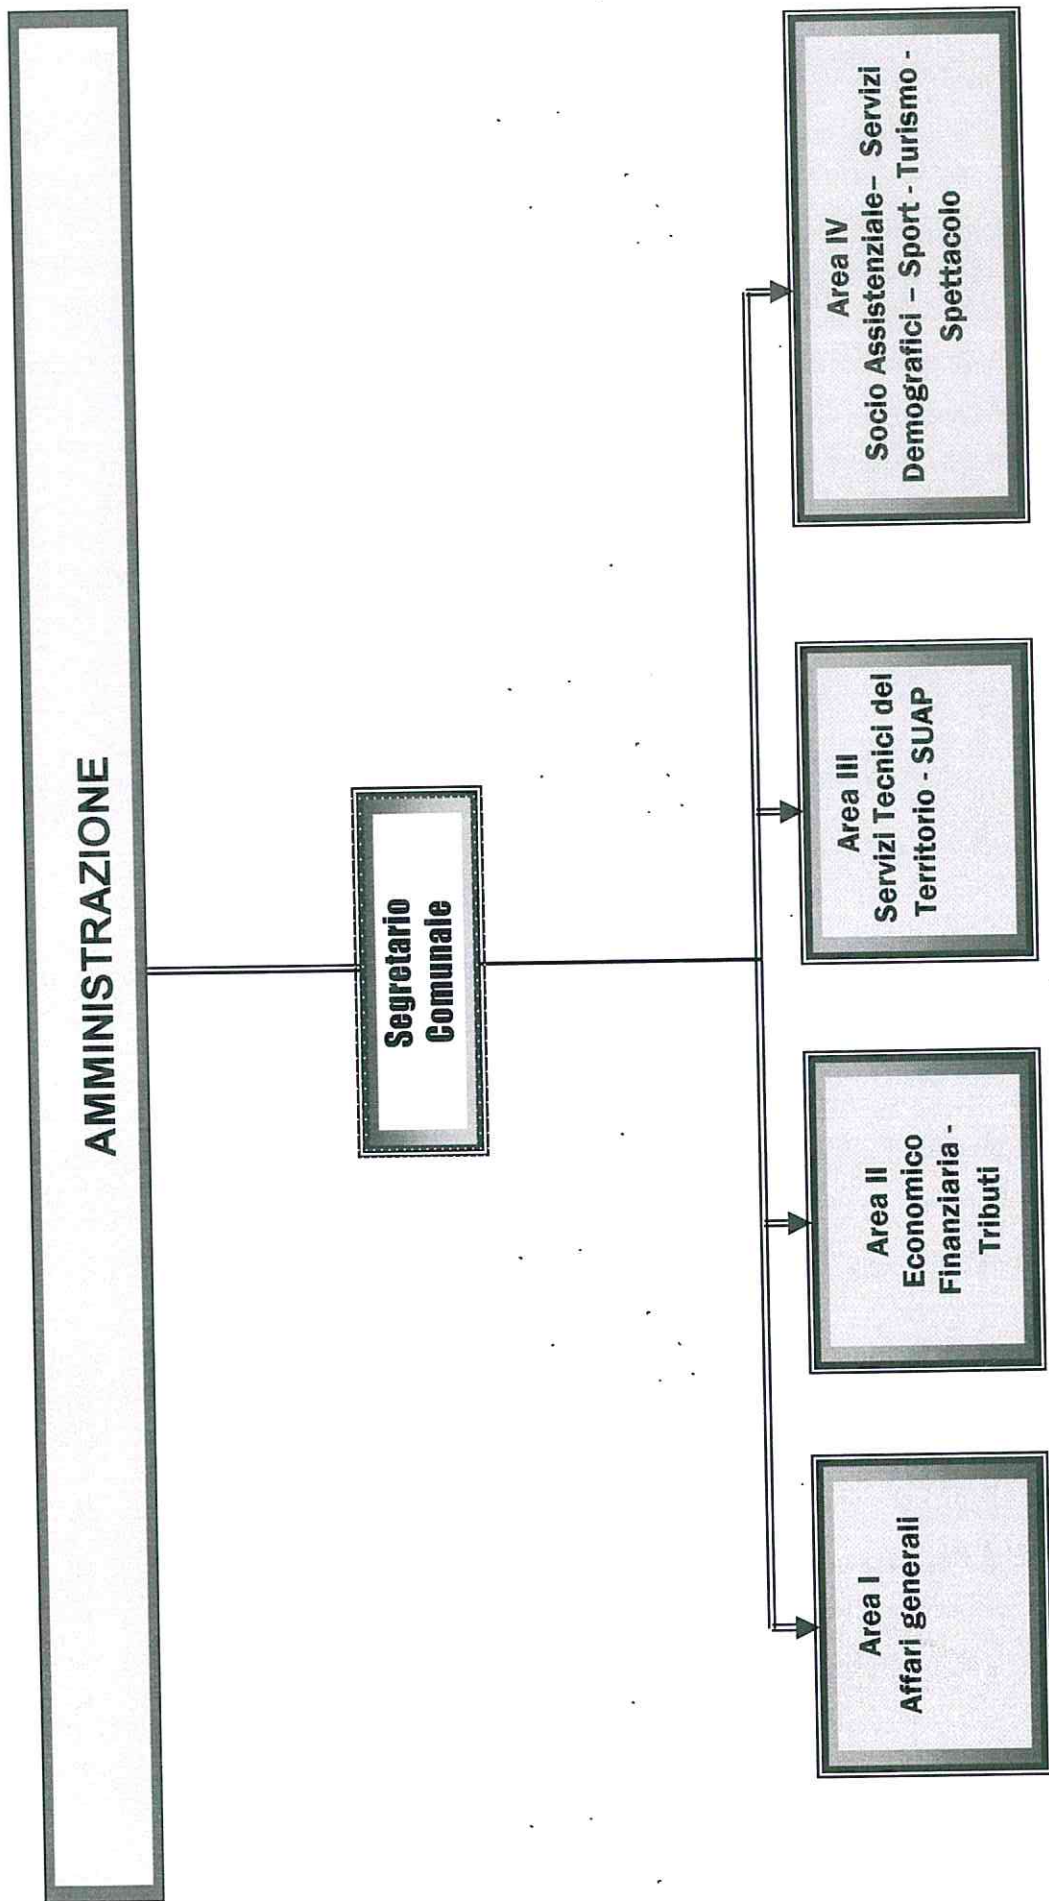 AMMINISTRAZIONE
Segretario
Comunale
Area I
Affari generali
Area II
Economico
Finanziaria -
Tributi
Area III
Servizi Tecnici del
Territorio - SUAP
Area IV
Socio Assistenziale– Servizi
Demografici – Sport - Turismo -
Spettacolo